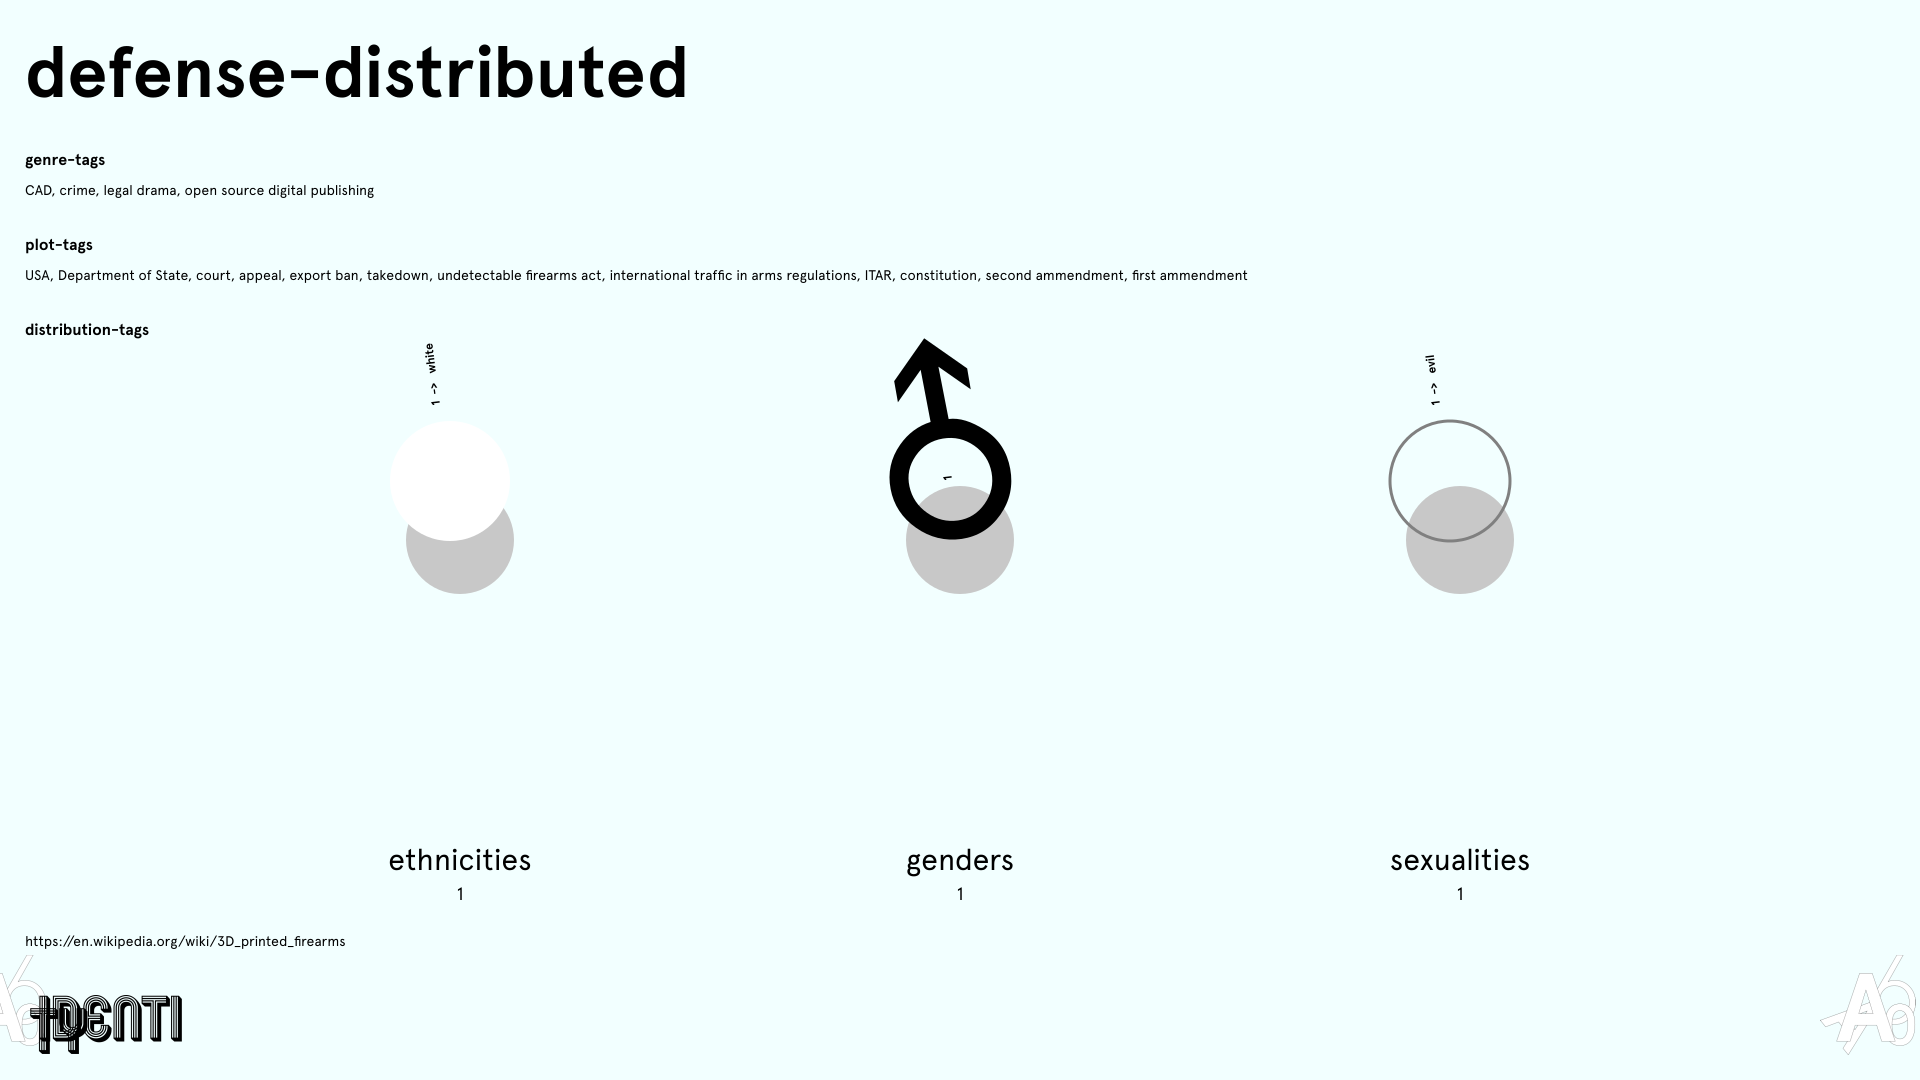 defense-distributed
genre-tags
CAD, crime, legal drama, open source digital publishing
plot-tags
USA, Department of State, court, appeal, export ban, takedown, undetectable firearms act, international traffic in arms regulations, ITAR, constitution, second ammendment, first ammendment
distribution-tags
1 -> white
1
1 -> evil
ethnicities
1
genders
1
sexualities
1
https://en.wikipedia.org/wiki/3D_printed_firearms
IDENTI